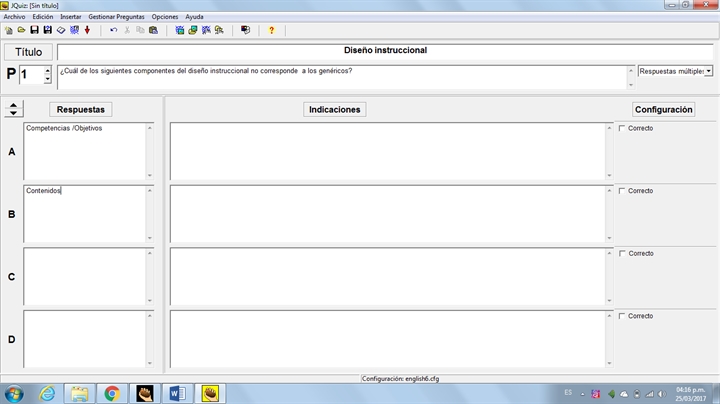 JQuiz: [Sin título]
Archivo Edición Insertar Gestionar Preguntas Opciones Ayuda
Título
Diseño instruccional
P 1
¿Cuál de los siguientes componentes del diseño instruccional no corresponde a los genéricos?
Respuestas múltiples
Respuestas
Indicaciones
Configuración
A
Competencias /Objetivos
Correcto
B
Contenidos
Correcto
C
Correcto
D
Correcto
Configuración: english6.cfg
ES
04:16 p.m.
25/03/2017